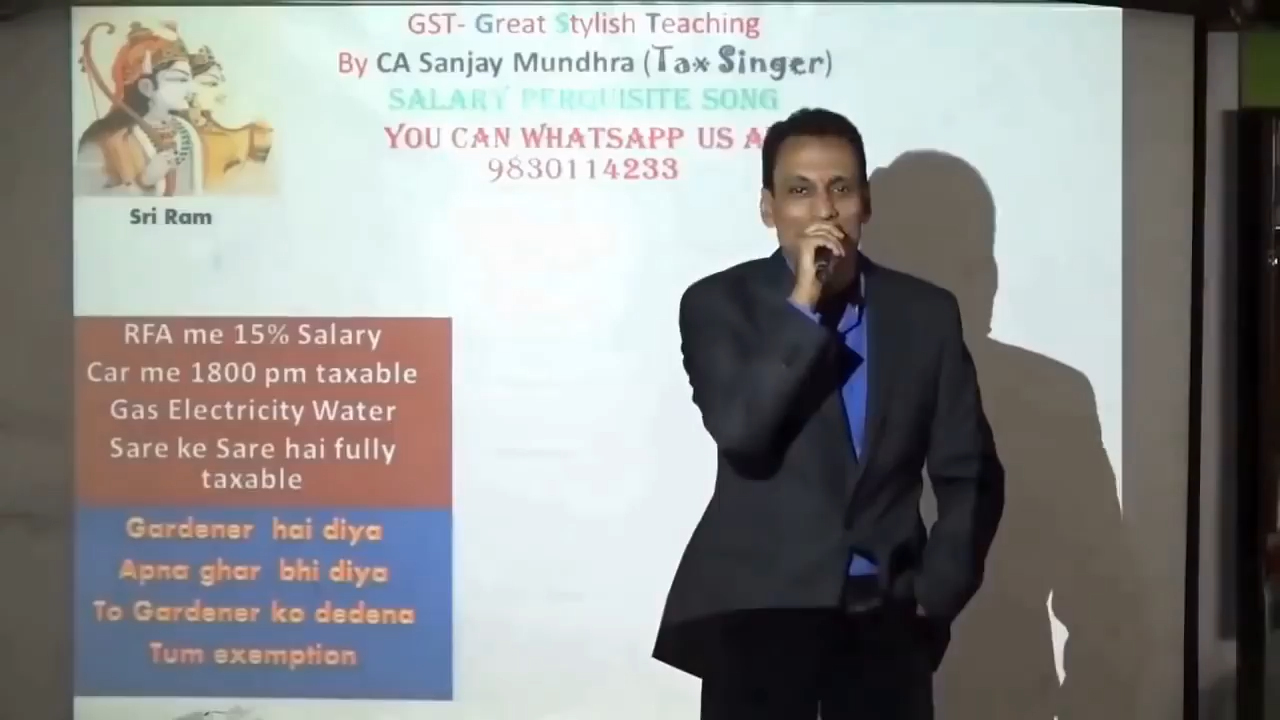 GST- Great Stylish Teaching
By CA Sanjay Mundhra (Tax Singer)
SALARY PERQUISITE SONG
YOU CAN WHATSAPP US
9830114233
Sri Ram
RFA me 15% Salary
Car me 1800 pm taxable
Gas Electricity Water
Sare ke Sare hai fully
taxable
Gardener hai diya
Apna ghar bhi diya
To Gardener ko dedena
Tum exemption